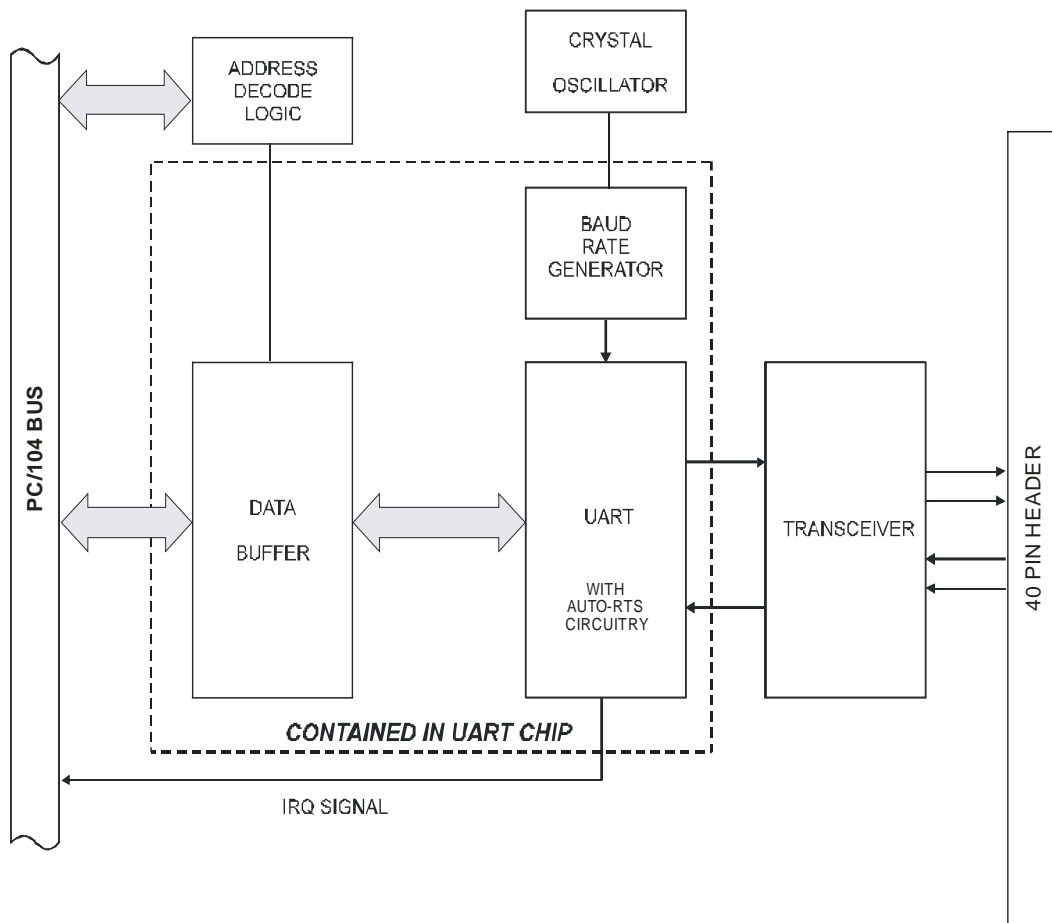 CRYSTAL
OSCILLATOR
ADDRESS
DECODE
LOGIC
BAUD
RATE
GENERATOR
PC/104 BUS
DATA
BUFFER
UART
WITH
AUTO-RTS
CIRCUITRY
TRANSCEIVER
40 PIN HEADER
CONTAINED IN UART CHIP
IRQ SIGNAL